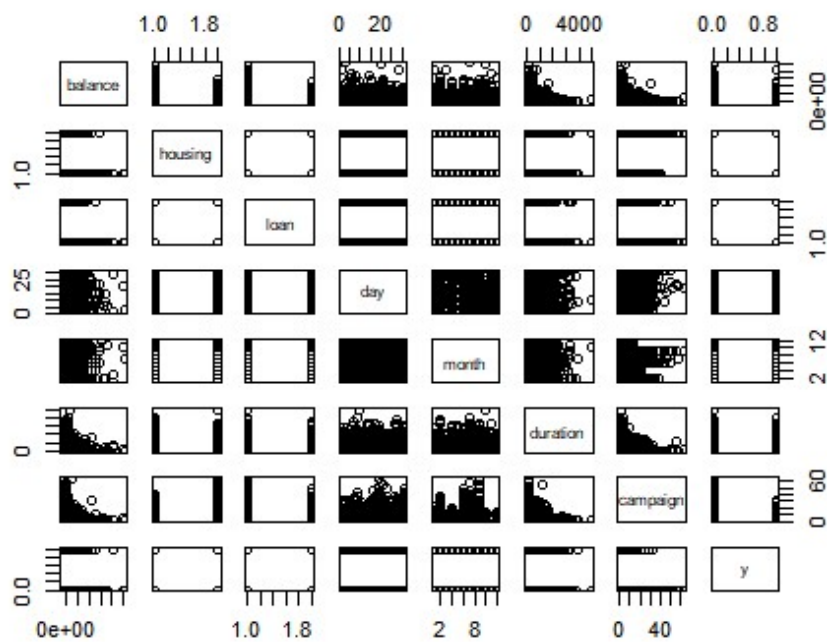 1.0 1.8 0 20 0 4000 0.0 0.8
balance 0e+00
1.0 housing
loan 1.0
0 25 day
month 2 12
0 duration
campaign 0 60
0.0 y
0e+00 1.0 1.8 2 8 0 40